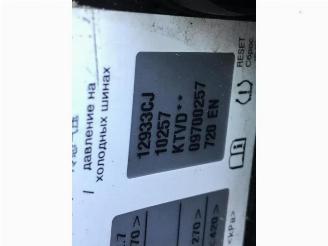 давление на
холодных шинах
12933CJ
10257
KTVD**
09700257
720 EN
RESET
270 >
420 >
<kPa>